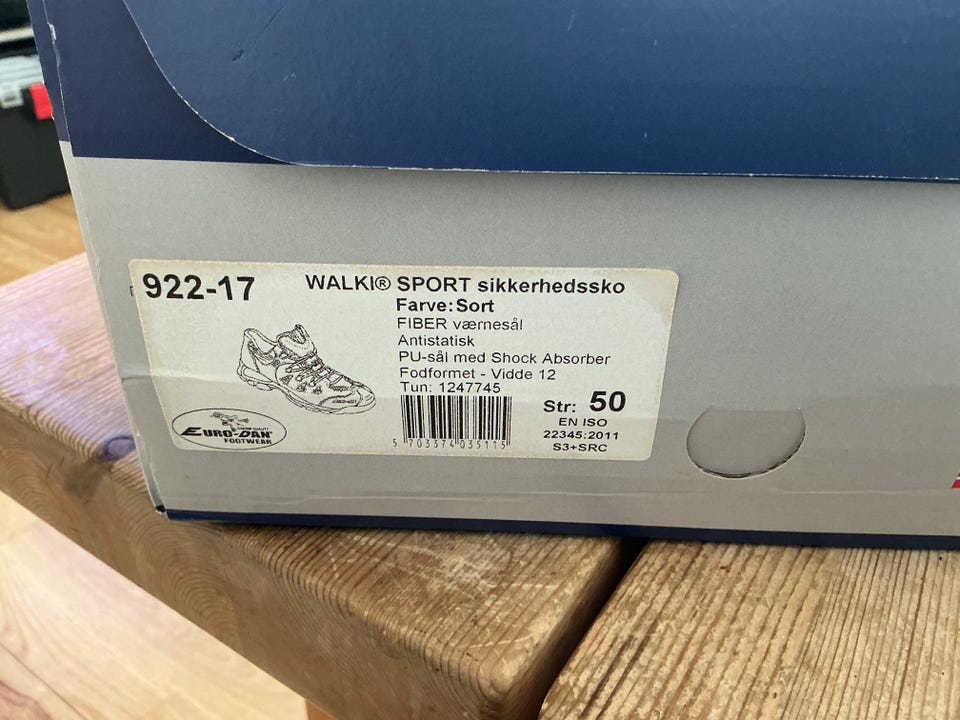 922-17
WALKI® SPORT sikkerhedssko
Farve: Sort
FIBER værnesål
Antistatisk
PU-sål med Shock Absorber
Fodformet - Vidde 12
Tun: 1247745
5 703374 035115
Str: 50
EN ISO
22345:2011
S3+SRC
EURO-DAN®
FOOTWEAR